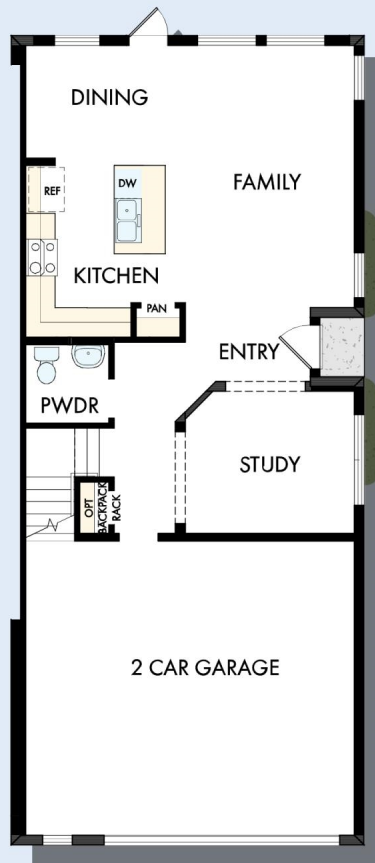 DINING
REF
DW
FAMILY
KITCHEN
PAN
ENTRY
PWDR
STUDY
OPT
BACKPACK
RACK
2 CAR GARAGE